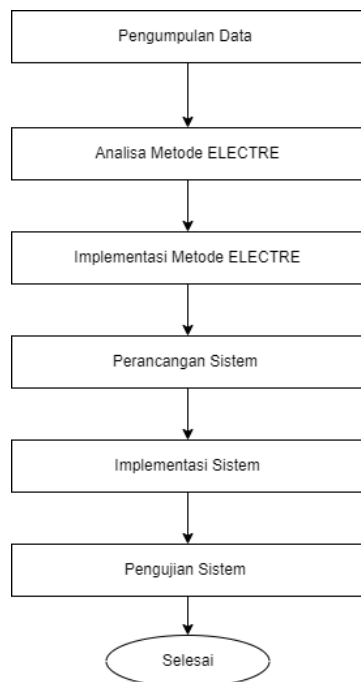 Pengumpulan Data
Analisa Metode ELECTRE
Implementasi Metode ELECTRE
Perancangan Sistem
Implementasi Sistem
Pengujian Sistem
Selesai